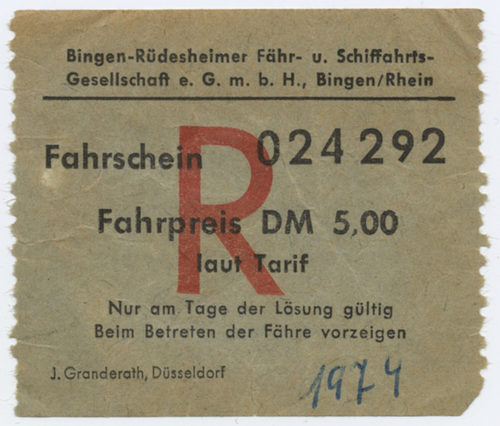 Bingen-Rüdesheimer Fähr- u. Schiffahrts-
Gesellschaft e. G. m. b. H., Bingen/Rhein
Fahrschein 024292
R
Fahrpreis DM 5,00
laut Tarif
Nur am Tage der Lösung gültig
Beim Betreten der Fähre vorzeigen
J. Granderath, Düsseldorf
1974